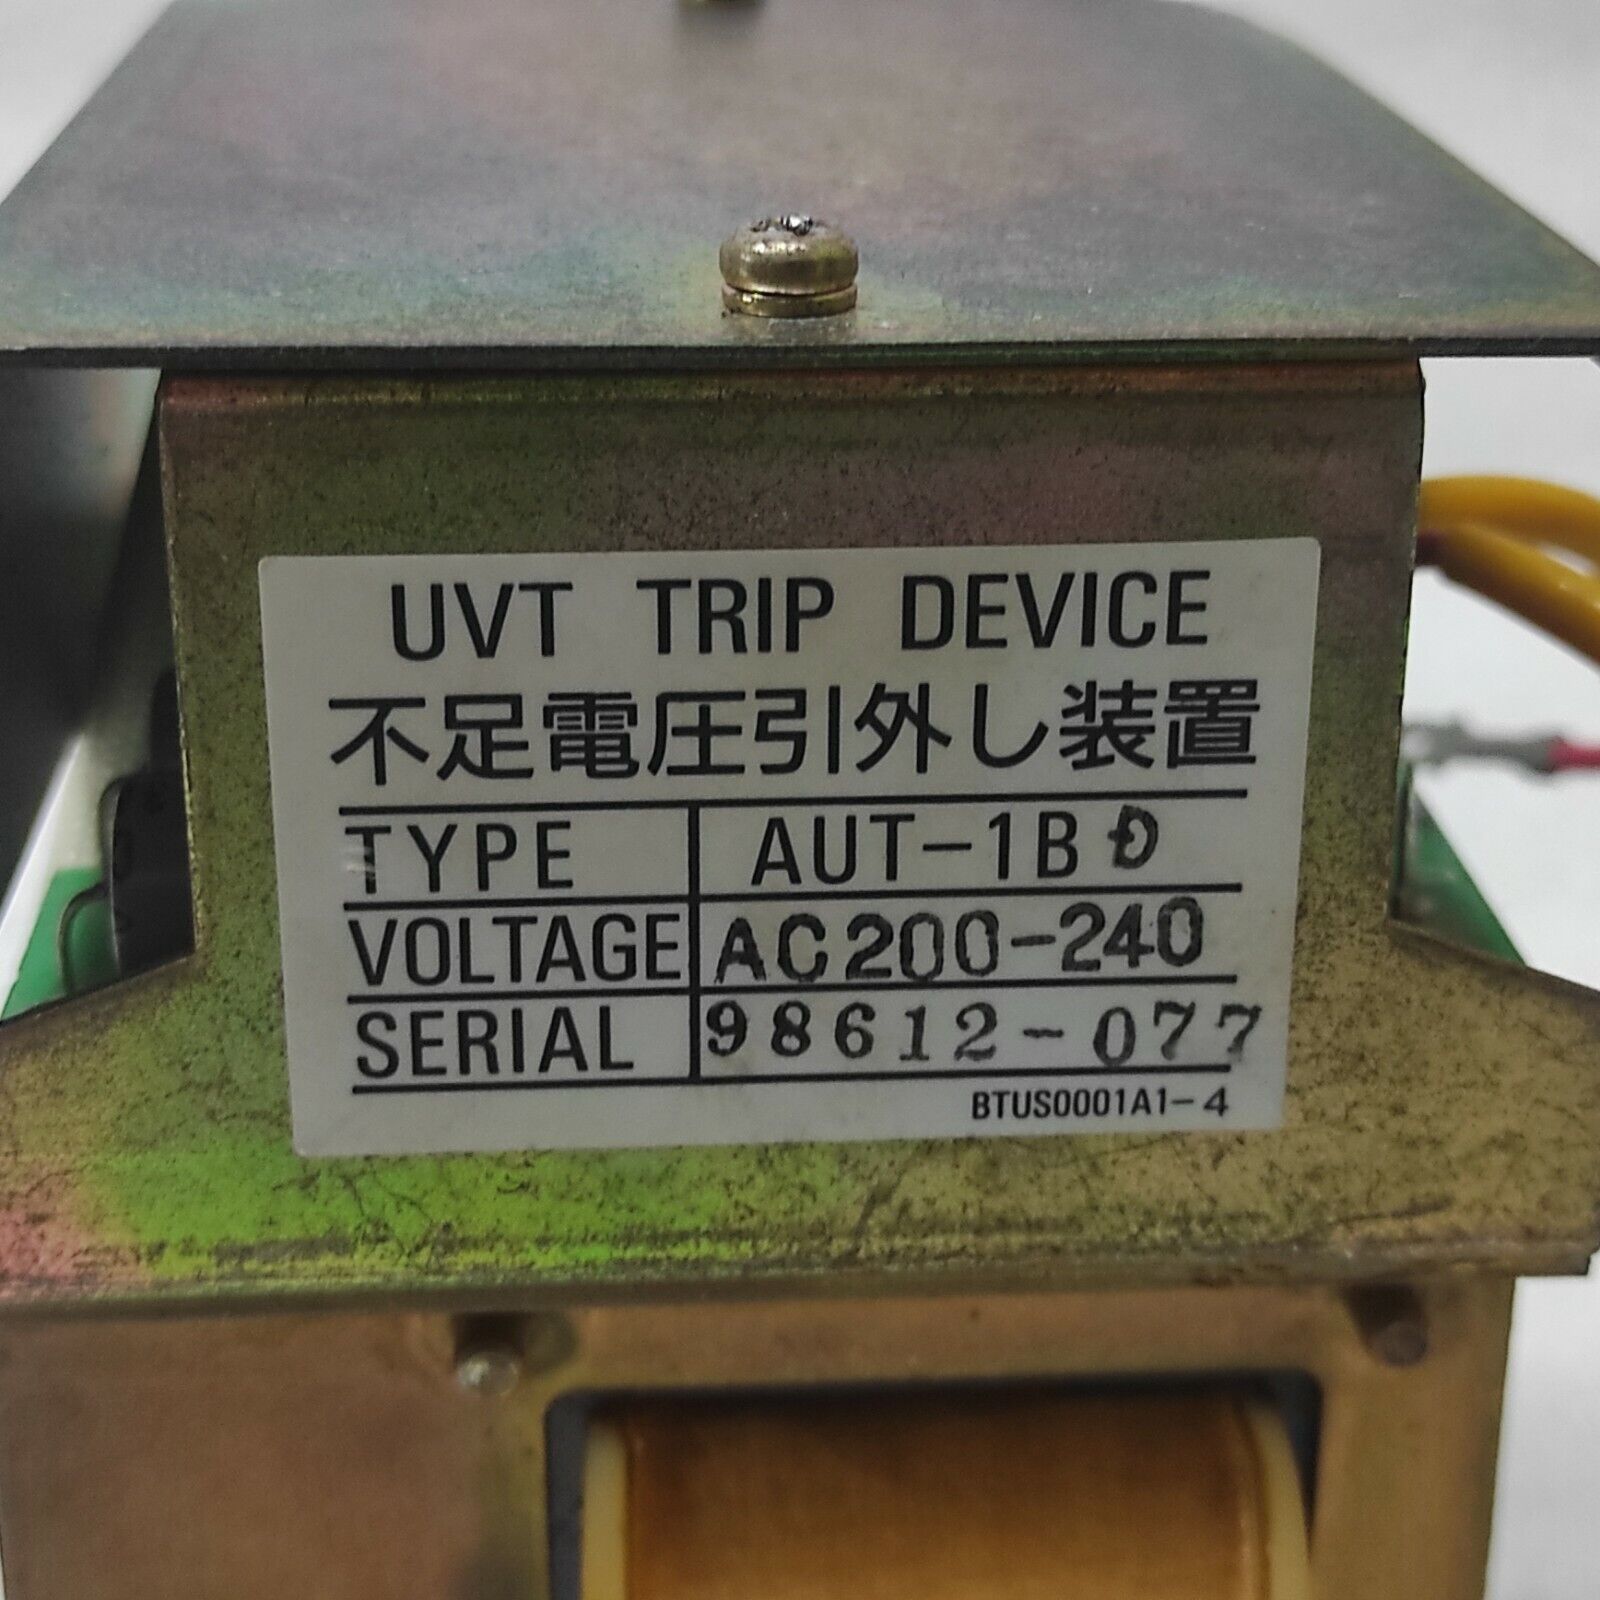 UVT TRIP DEVICE
不足電圧引外し装置
TYPE AUT-1BD
VOLTAGE AC200-240
SERIAL 98612-077
BTUS0001A1-4